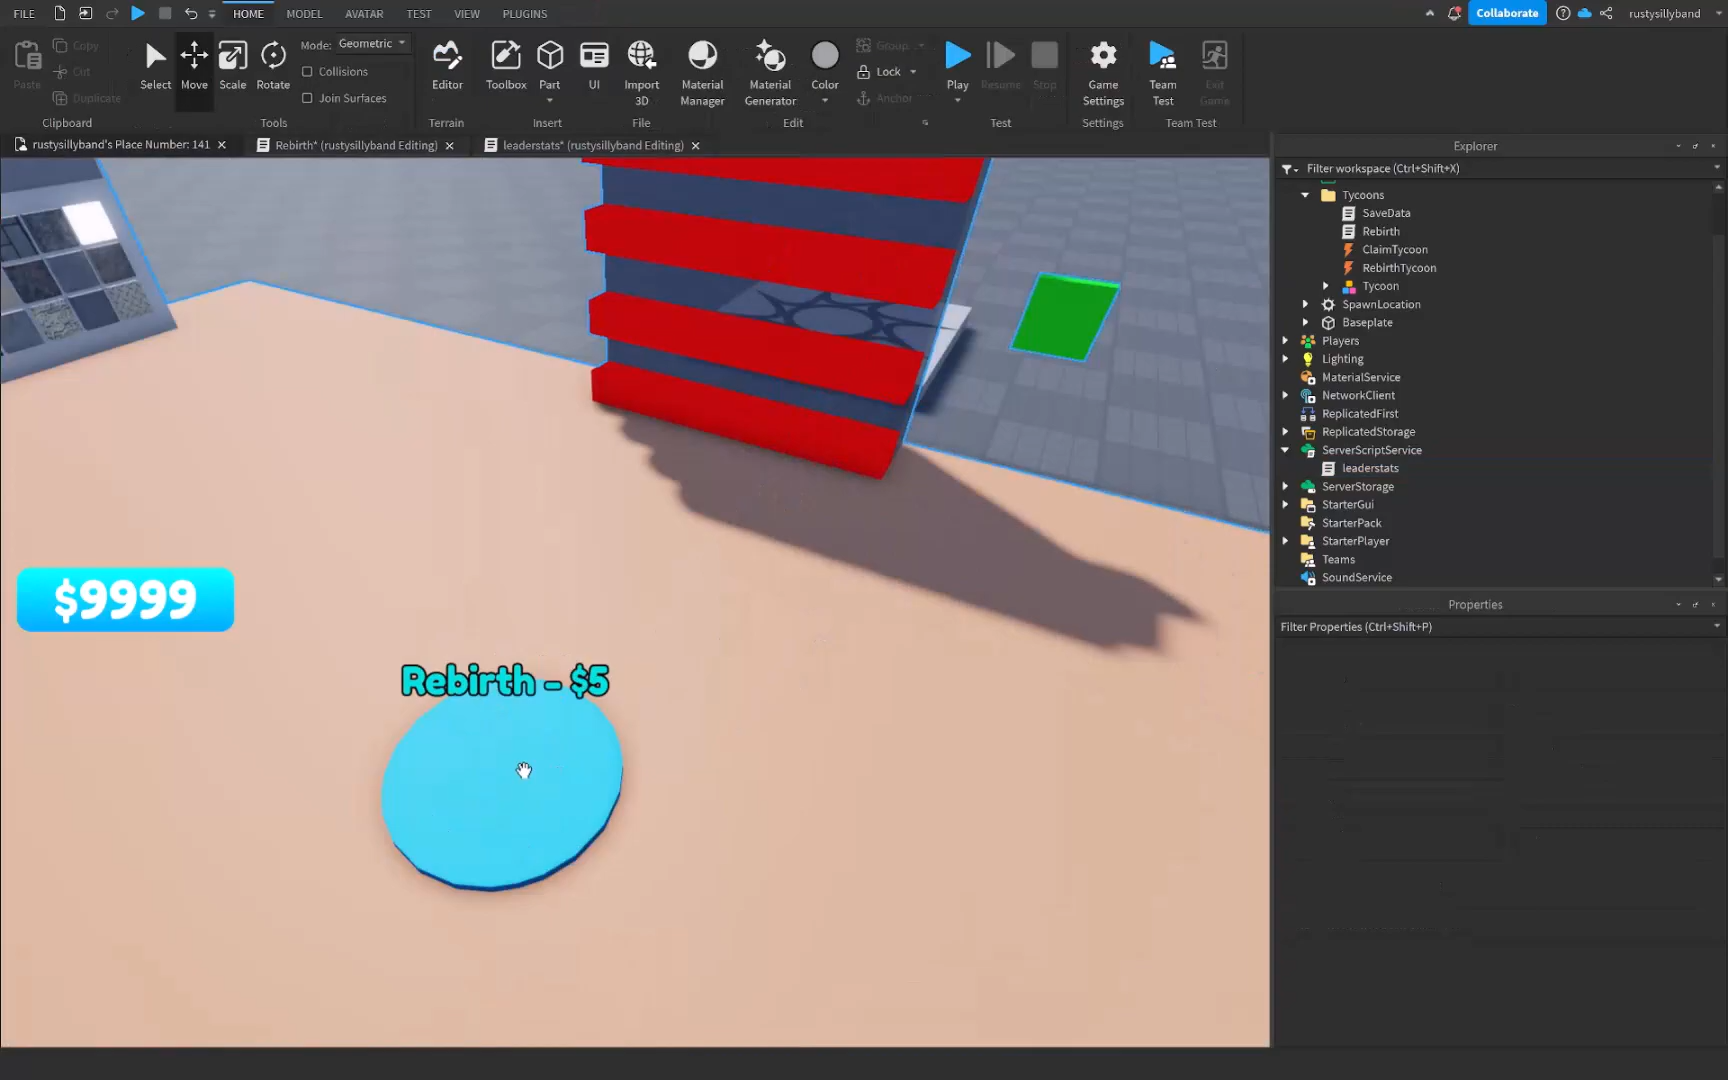 FILE HOME MODEL AVATAR TEST VIEW PLUGINS Collaborate rustysillyband
Paste Copy Cut Duplicate
Select Move Scale Rotate
Mode: Geometric
Collisions
Join Surfaces
Editor
Toolbox Part UI Import 3D
Material Manager
Material Generator
Color
Group
Lock
Anchor
Play Resume Stop
Game Settings
Team Test
Exit Game
Clipboard Tools Terrain Insert File Edit Test Settings Team Test
rustysillyband's Place Number: 141 Rebirth* (rustysillyband Editing) leaderstats* (rustysillyband Editing)
$9999
Rebirth - $5
Explorer
Filter workspace (Ctrl+Shift+X)
Tycoons
SaveData
Rebirth
ClaimTycoon
RebirthTycoon
Tycoon
SpawnLocation
Baseplate
Players
Lighting
MaterialService
NetworkClient
ReplicatedFirst
ReplicatedStorage
ServerScriptService
leaderstats
ServerStorage
StarterGui
StarterPack
StarterPlayer
Teams
SoundService
Properties
Filter Properties (Ctrl+Shift+P)